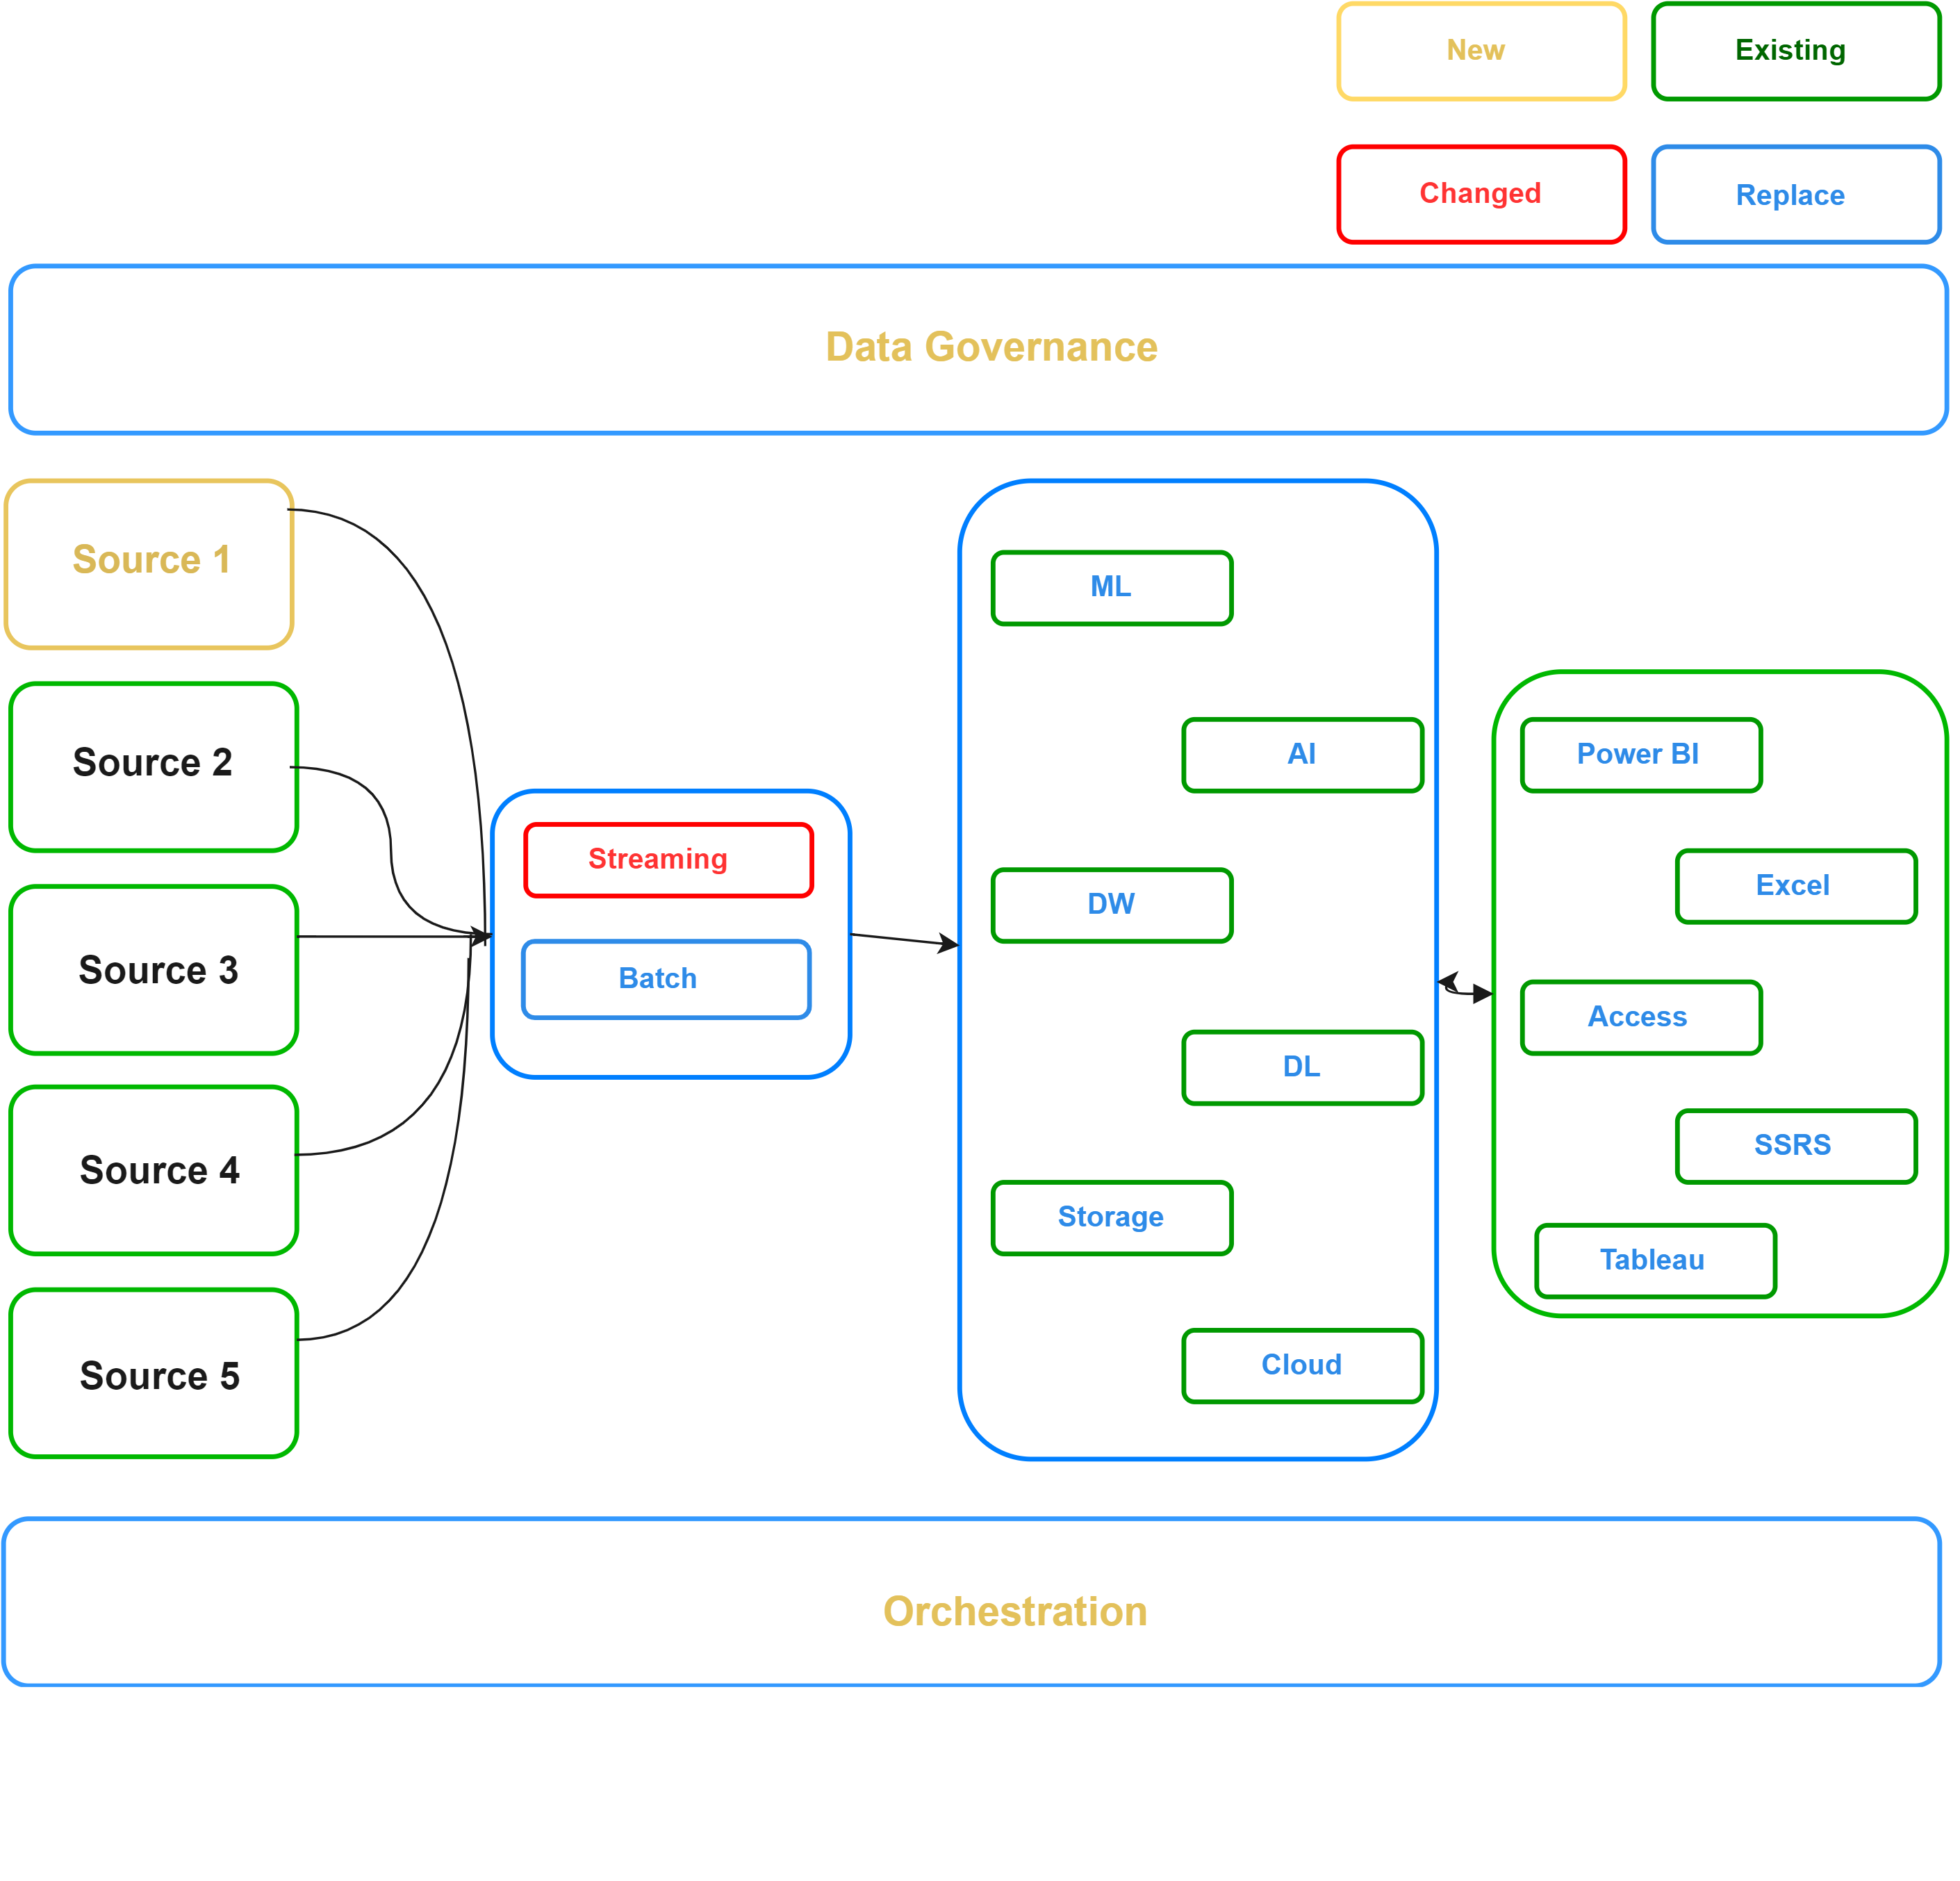 New
Existing
Changed
Replace
Data Governance
Source 1
Source 2
Source 3
Source 4
Source 5
Streaming
Batch
ML
AI
DW
DL
Storage
Cloud
Power BI
Excel
Access
SSRS
Tableau
Orchestration